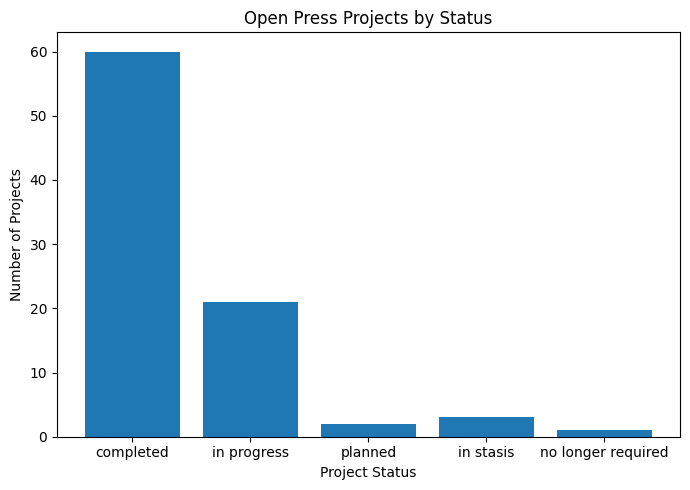 Open Press Projects by Status
Number of Projects
60
50
40
30
20
10
0
completed in progress planned in stasis no longer required
Project Status